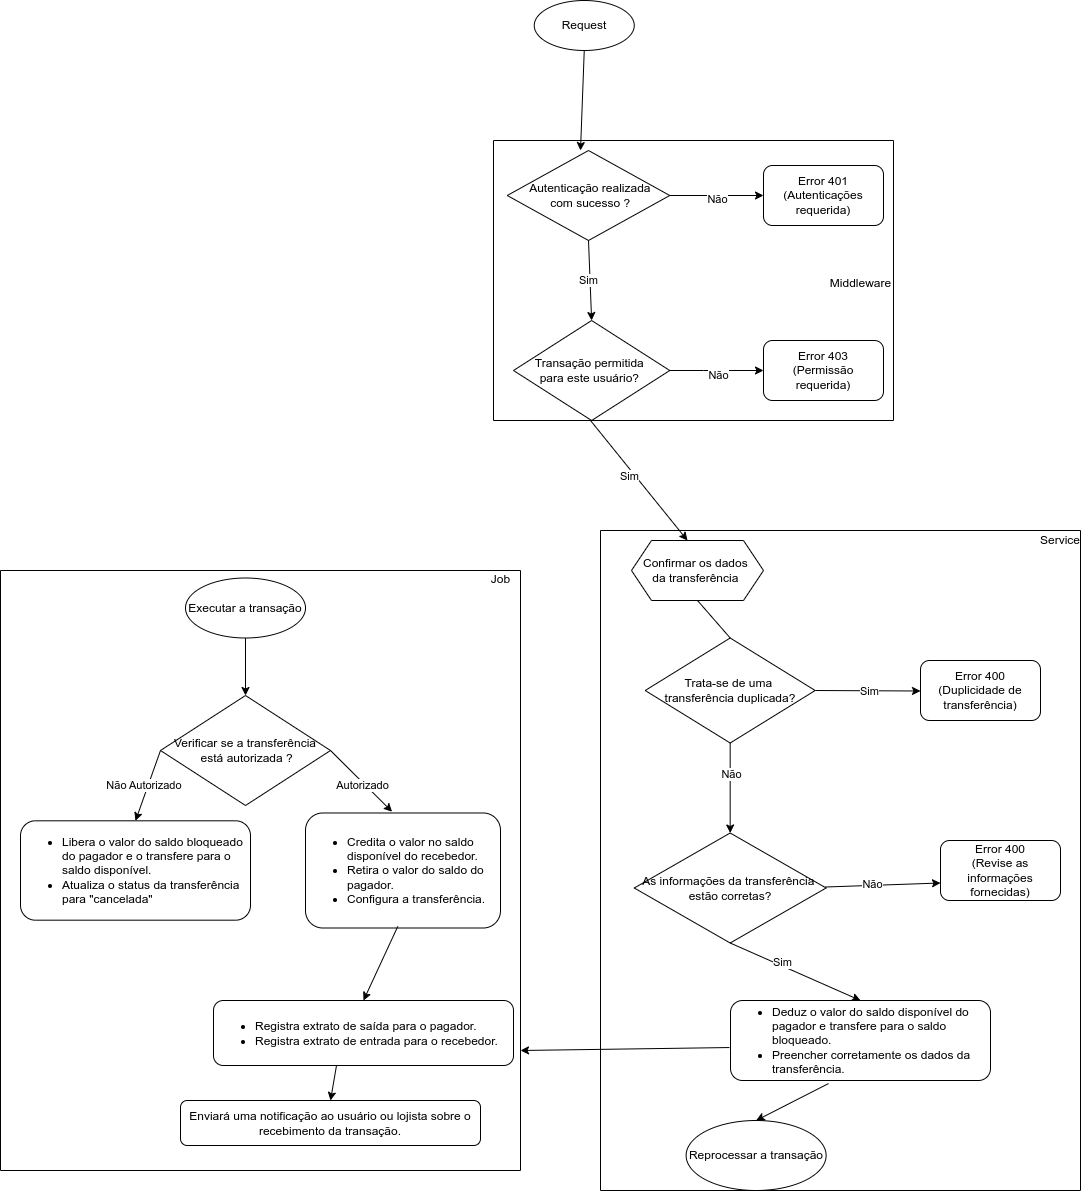 Request
Autenticação realizada
com sucesso ?
Não
Error 401
(Autenticações
requerida)
Sim
Middleware
Transação permitida
para este usuário?
Não
Error 403
(Permissão
requerida)
Sim
Service
Confirmar os dados
da transferência
Trata-se de uma
transferência duplicada?
Sim
Error 400
(Duplicidade de
transferência)
Não
As informações da transferência
estão corretas?
Não
Error 400
(Revise as
informações
fornecidas)
Sim
• Deduz o valor do saldo disponível do
pagador e transfere para o saldo
bloqueado.
• Preencher corretamente os dados da
transferência.
Reprocessar a transação
Job
Executar a transação
Verificar se a transferência
está autorizada ?
Não Autorizado
Autorizado
• Libera o valor do saldo bloqueado
do pagador e o transfere para o
saldo disponível.
• Atualiza o status da transferência
para "cancelada"
• Credita o valor no saldo
disponível do recebedor.
• Retira o valor do saldo do
pagador.
• Configura a transferência.
• Registra extrato de saída para o pagador.
• Registra extrato de entrada para o recebedor.
Enviará uma notificação ao usuário ou lojista sobre o
recebimento da transação.